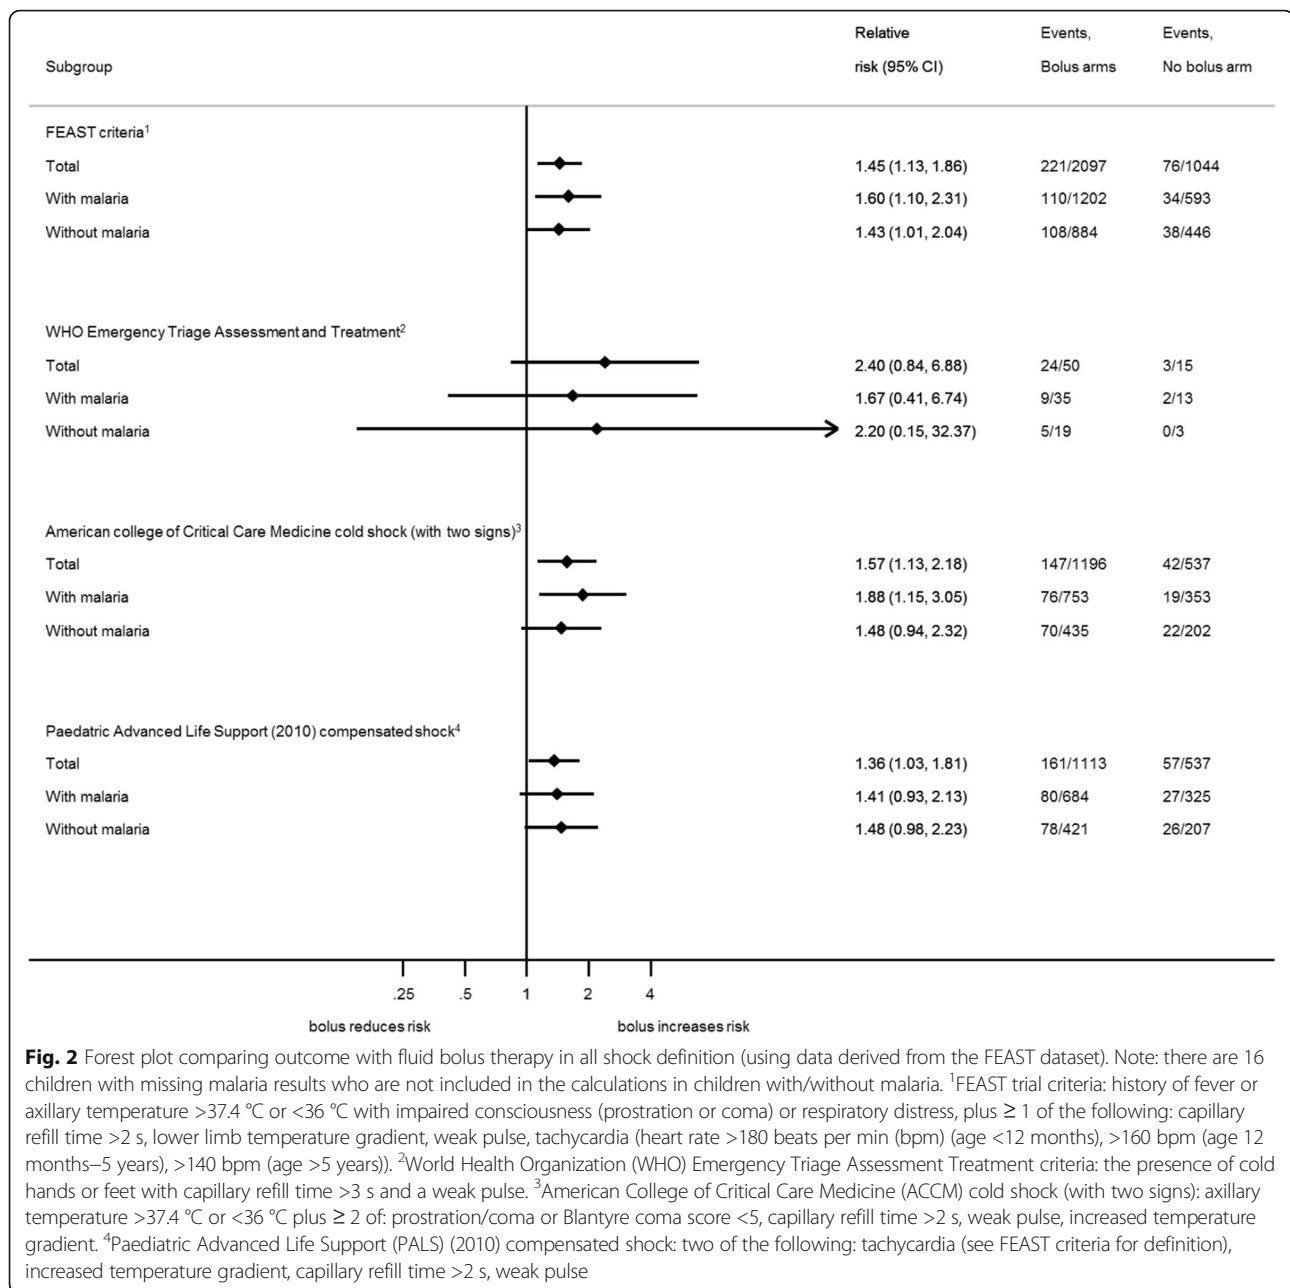 Subgroup Relative risk (95% CI) Events, Bolus arms Events, No bolus arm
FEAST criteria¹
Total 1.45 (1.13, 1.86) 221/2097 76/1044
With malaria 1.60 (1.10, 2.31) 110/1202 34/593
Without malaria 1.43 (1.01, 2.04) 108/884 38/446
WHO Emergency Triage Assessment and Treatment²
Total 2.40 (0.84, 6.88) 24/50 3/15
With malaria 1.67 (0.41, 6.74) 9/35 2/13
Without malaria 2.20 (0.15, 32.37) 5/19 0/3
American college of Critical Care Medicine cold shock (with two signs)³
Total 1.57 (1.13, 2.18) 147/1196 42/537
With malaria 1.88 (1.15, 3.05) 76/753 19/353
Without malaria 1.48 (0.94, 2.32) 70/435 22/202
Paedatric Advanced Life Support (2010) compensated shock⁴
Total 1.36 (1.03, 1.81) 161/1113 57/537
With malaria 1.41 (0.93, 2.13) 80/684 27/325
Without malaria 1.48 (0.98, 2.23) 78/421 26/207
.25 .5 1 2 4
bolus reduces risk bolus increases risk
Fig. 2 Forest plot comparing outcome with fluid bolus therapy in all shock definition (using data derived from the FEAST dataset). Note: there are 16
children with missing malaria results who are not included in the calculations in children with/without malaria. ¹FEAST trial criteria: history of fever or
axillary temperature >37.4 °C or <36 °C with impaired consciousness (prostration or coma) or respiratory distress, plus ≥ 1 of the following: capillary
refill time >2 s, lower limb temperature gradient, weak pulse, tachycardia (heart rate >180 beats per min (bpm) (age <12 months), >160 bpm (age 12
months–5 years), >140 bpm (age >5 years)). ²World Health Organization (WHO) Emergency Triage Assessment Treatment criteria: the presence of cold
hands or feet with capillary refill time >3 s and a weak pulse. ³American College of Critical Care Medicine (ACCM) cold shock (with two signs): axillary
temperature >37.4 °C or <36 °C plus ≥ 2 of: prostration/coma or Blantyre coma score <5, capillary refill time >2 s, weak pulse, increased temperature
gradient. ⁴Paediatric Advanced Life Support (PALS) (2010) compensated shock: two of the following: tachycardia (see FEAST criteria for definition),
increased temperature gradient, capillary refill time >2 s, weak pulse